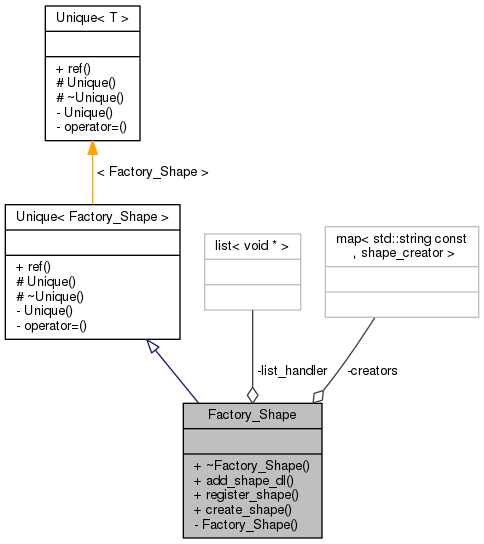 Unique< T >
+ ref()
# Unique()
# ~Unique()
- Unique()
- operator=()
< Factory_Shape >
Unique< Factory_Shape >
+ ref()
# Unique()
# ~Unique()
- Unique()
- operator=()
list< void * >
map< std::string const
, shape_creator >
-list_handler
-creators
Factory_Shape
+ ~Factory_Shape()
+ add_shape_dl()
+ register_shape()
+ create_shape()
- Factory_Shape()